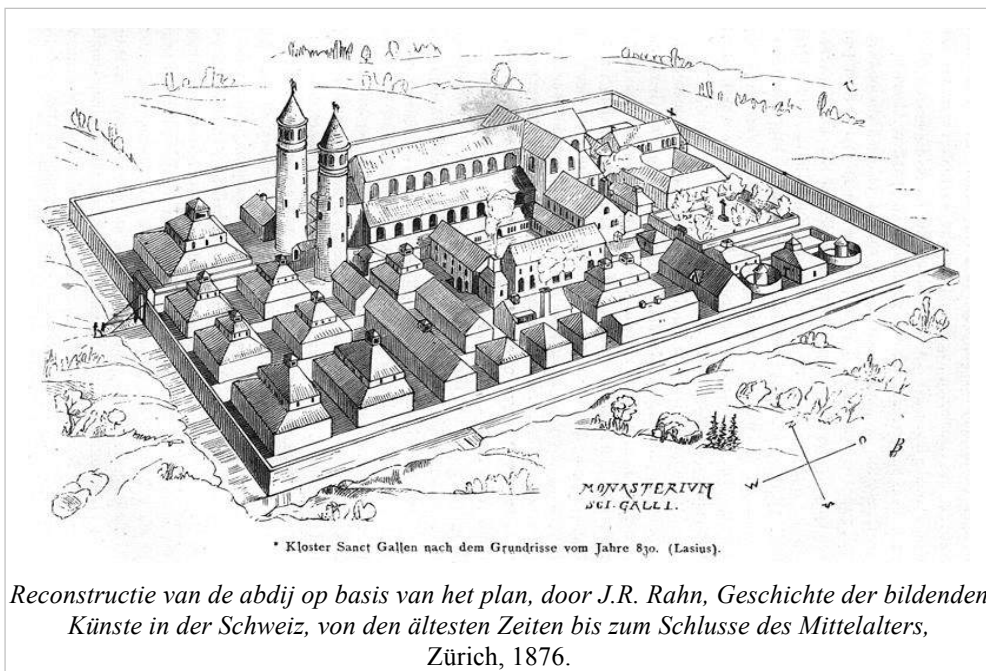 MONASTERIVM
SCI. GALLI.
W
O
N
S
* Kloster Sanct Gallen nach dem Grundrisse vom Jahre 830. (Lasius).
Reconstructie van de abdij op basis van het plan, door J.R. Rahn, Geschichte der bildenden
Künste in der Schweiz, von den ältesten Zeiten bis zum Schlusse des Mittelalters,
Zürich, 1876.